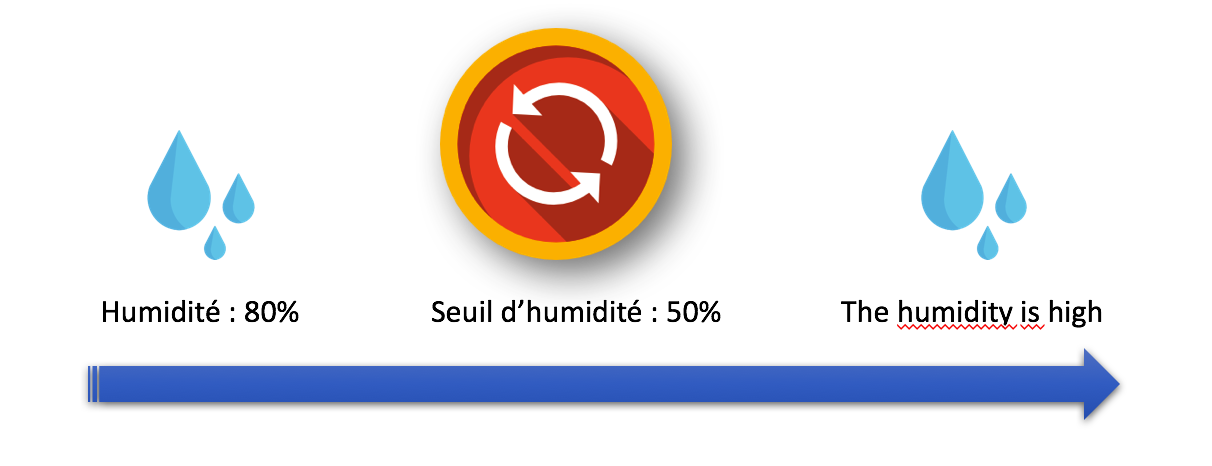 Humidité : 80%
Seuil d’humidité : 50%
The humidity is high